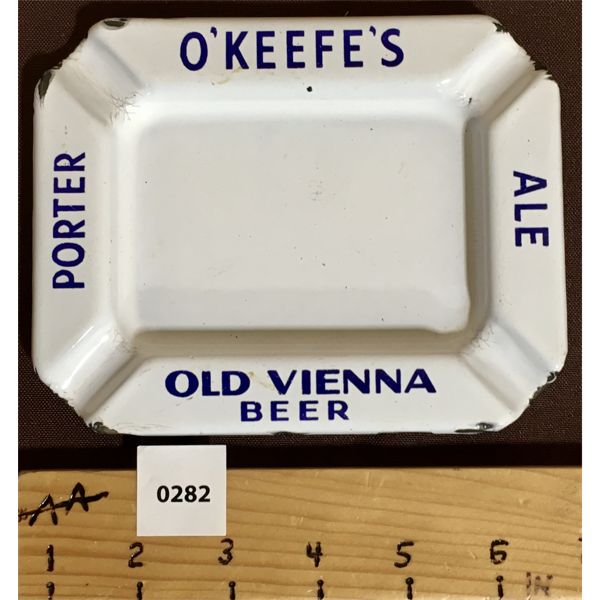 O'KEEFE'S
PORTER
ALE
OLD VIENNA
BEER
0282
AA
1 2 3 4 5 6
IN